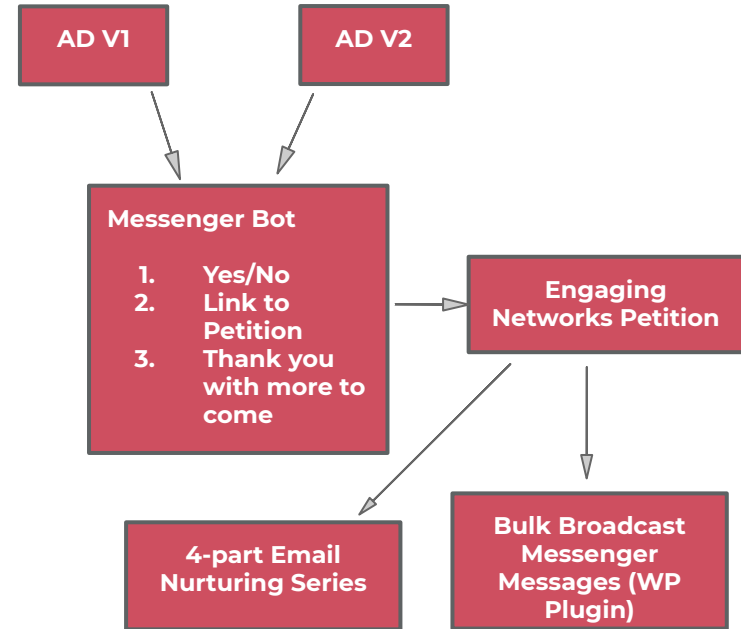 AD V1
AD V2
Messenger Bot
1. Yes/No
2. Link to
Petition
3. Thank you
with more to
come
Engaging
Networks Petition
4-part Email
Nurturing Series
Bulk Broadcast
Messenger
Messages (WP
Plugin)